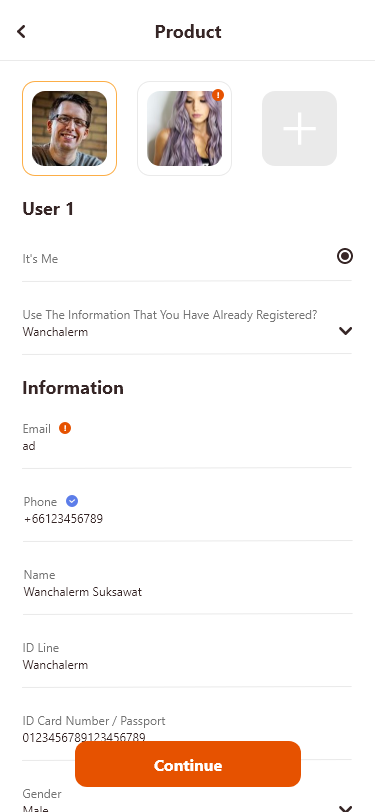 Product
User 1
It's Me
Use The Information That You Have Already Registered?
Wanchalerm
Information
Email
ad
Phone
+66123456789
Name
Wanchalerm Suksawat
ID Line
Wanchalerm
ID Card Number / Passport
0123456789123456789
Continue
Gender
Male